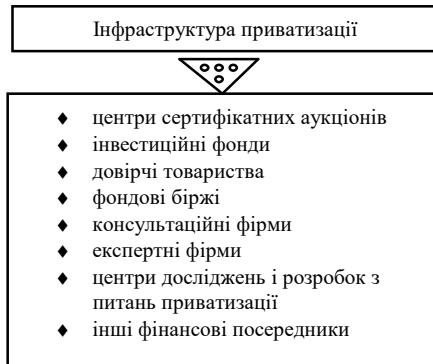 Інфраструктура приватизації
♦ центри сертифікатних аукціонів
♦ інвестиційні фонди
♦ довірчі товариства
♦ фондові біржі
♦ консультаційні фірми
♦ експертні фірми
♦ центри досліджень і розробок з
питань приватизації
♦ інші фінансові посередники